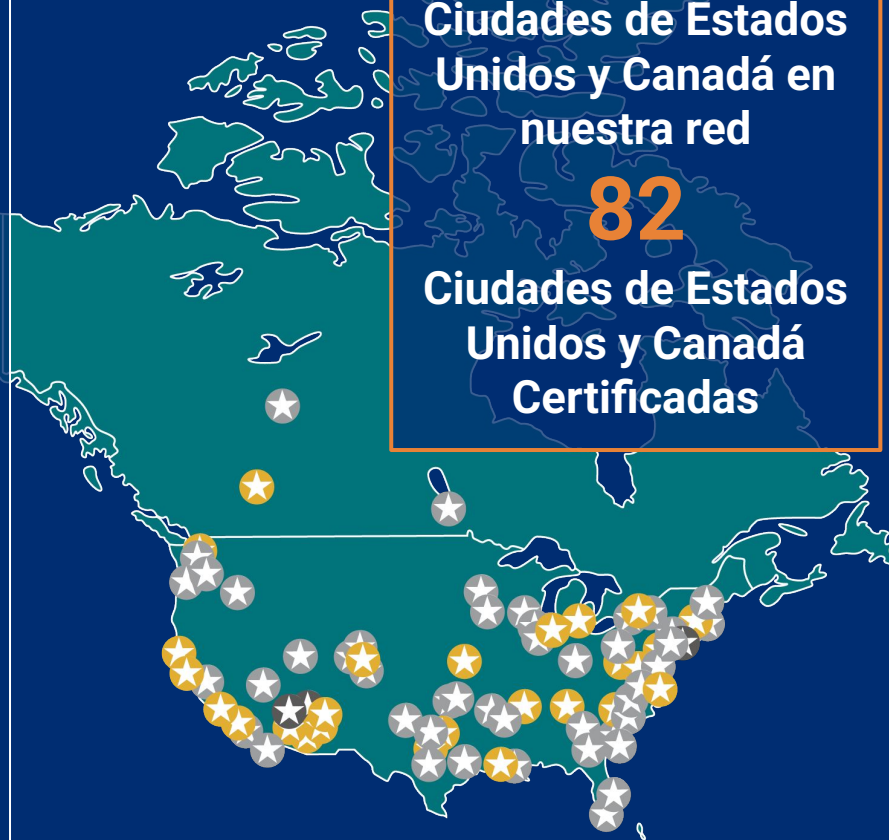 Ciudades de Estados
Unidos y Canadá en
nuestra red
82
Ciudades de Estados
Unidos y Canadá
Certificadas